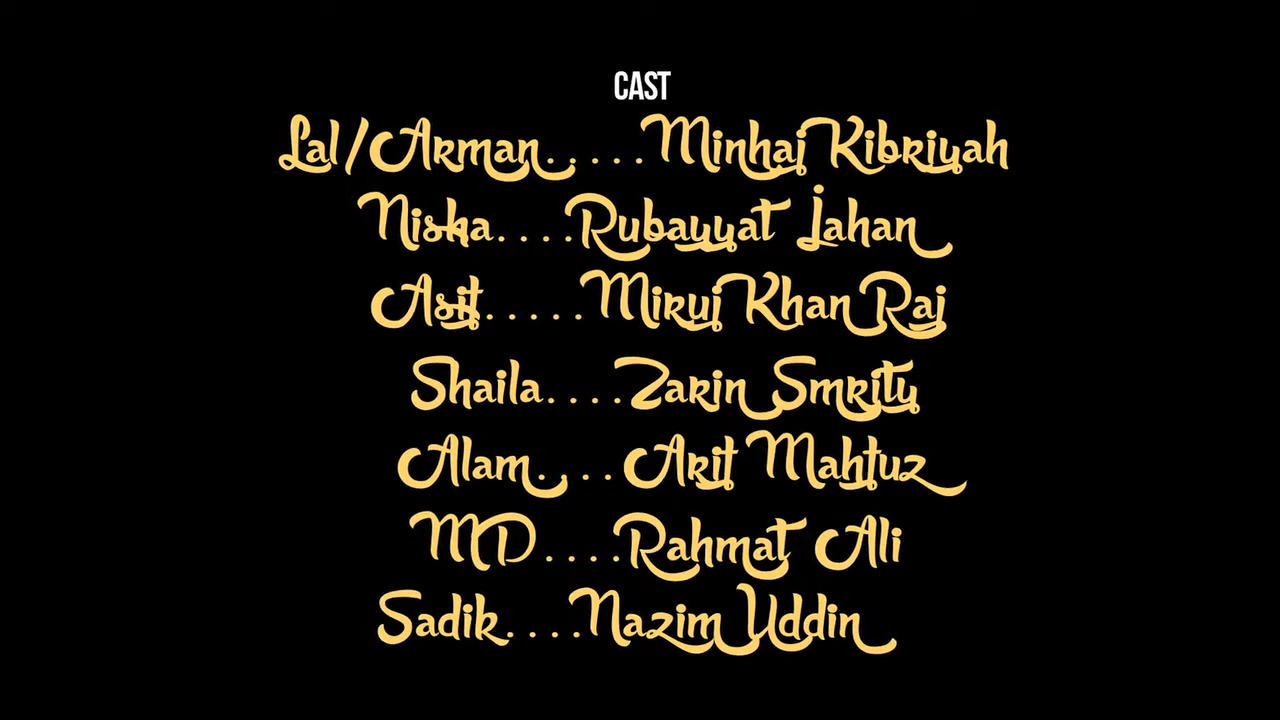 CAST
Lal/Arman.....Minhaj Kibriyah
Niska....Rubayyat Jahan
Asif.....Miruj Khan Raj
Shaila....Zarin Smrity
Alam....Arif Mahfuz
MD....Rahmat Ali
Sadik....Nazim Uddin